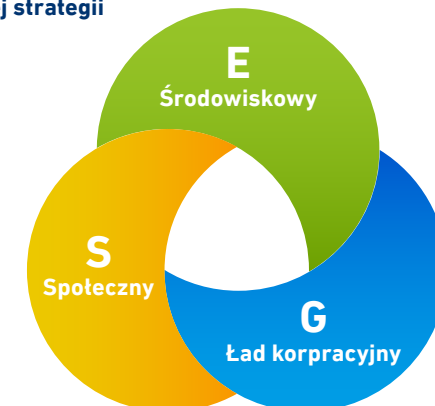 j strategii
E
Środowiskowy
S
Społeczny
G
Ład korpracyjny